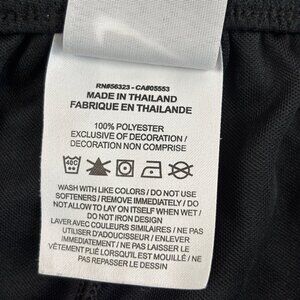 RN#56323 - CA#05553
MADE IN THAILAND
FABRIQUE EN THAILANDE
100% POLYESTER
EXCLUSIVE OF DECORATION /
DECORATION NON COMPRISE
40C
WASH WITH LIKE COLORS / DO NOT USE
SOFTENERS / REMOVE IMMEDIATELY / DO
NOT ALLOW TO LAY ON ITSELF WHEN WET /
DO NOT IRON DESIGN
LAVER AVEC COULEURS SIMILAIRES / NE PAS
UTILISER D'ADOUCISSEUR / ENLEVER
IMMÉDIATEMENT / NE PAS LAISSER LE
VÊTEMENT PLIÉ LORSQU'IL EST MOUILLÉ / NE
PAS REPASSER LE DESSIN